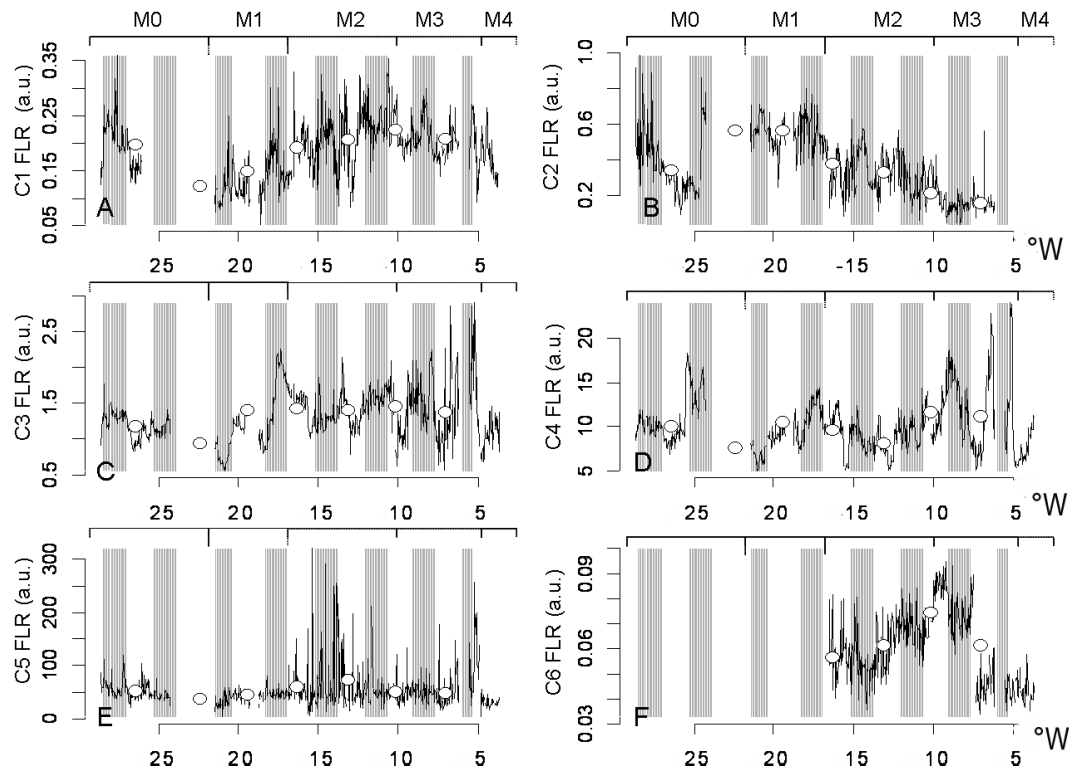 M0 M1 M2 M3 M4
M0 M1 M2 M3 M4
C1 FLR (a.u.)
0.05 0.15 0.25 0.35
A
25 20 15 10 5
C2 FLR (a.u.)
0.2 0.6 1.0
B
25 20 -15 10 5
°W
C3 FLR (a.u.)
0.5 1.5 2.5
C
25 20 15 10 5
C4 FLR (a.u.)
5 10 15 20
D
25 20 15 10 5
°W
C5 FLR (a.u.)
0 100 200 300
E
25 20 15 10 5
C6 FLR (a.u.)
0.03 0.06 0.09
F
25 20 15 10 5
°W